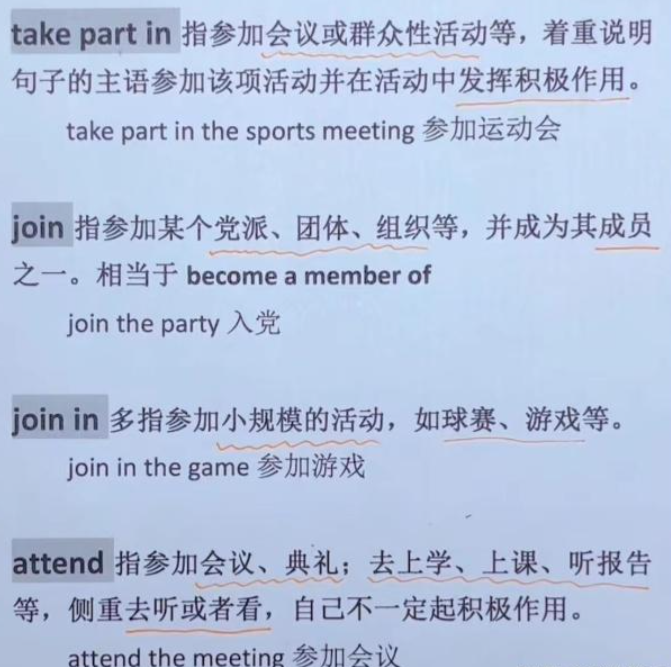 take part in 指参加会议或群众性活动等，着重说明
句子的主语参加该项活动并在活动中发挥积极作用。
take part in the sports meeting 参加运动会
join 指参加某个党派、团体、组织等，并成为其成员
之一。相当于 become a member of
join the party 入党
join in 多指参加小规模的活动，如球赛、游戏等。
join in the game 参加游戏
attend 指参加会议、典礼；去上学、上课、听报告
等，侧重去听或者看，自己不一定起积极作用。
attend the meeting 参加会议